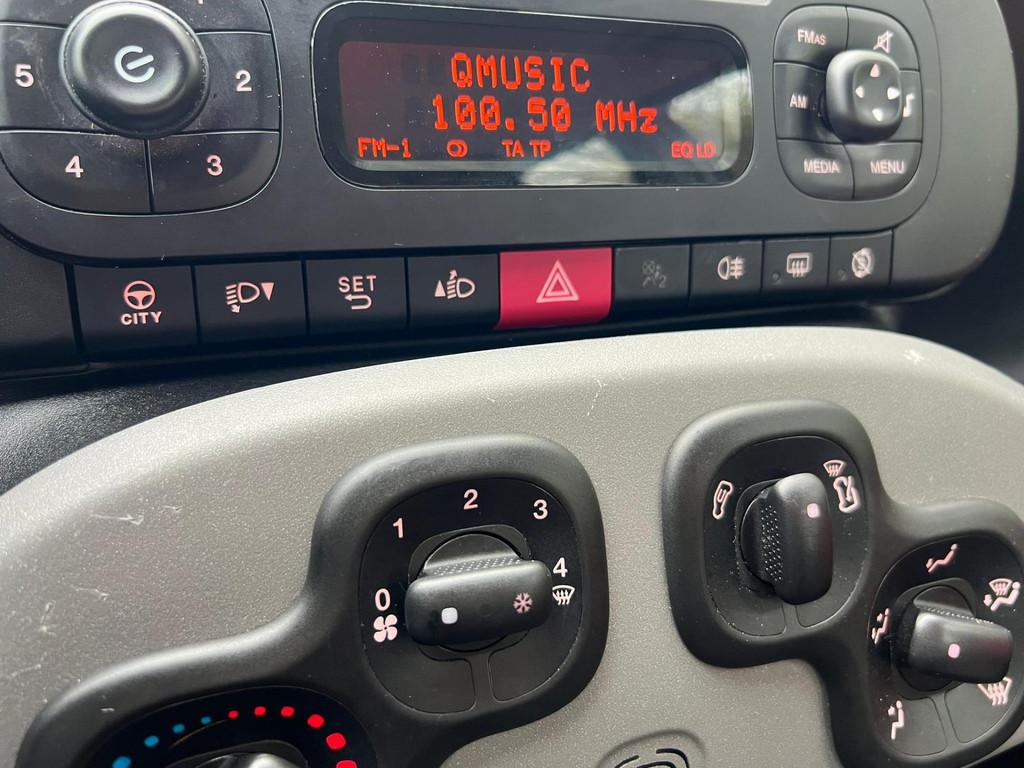 5
2
4
3
QMUSIC
100.50 MHz
FM-1 TA TP EQ LD
FMAS
AM
MEDIA
MENU
CITY
SET
0
1
2
3
4